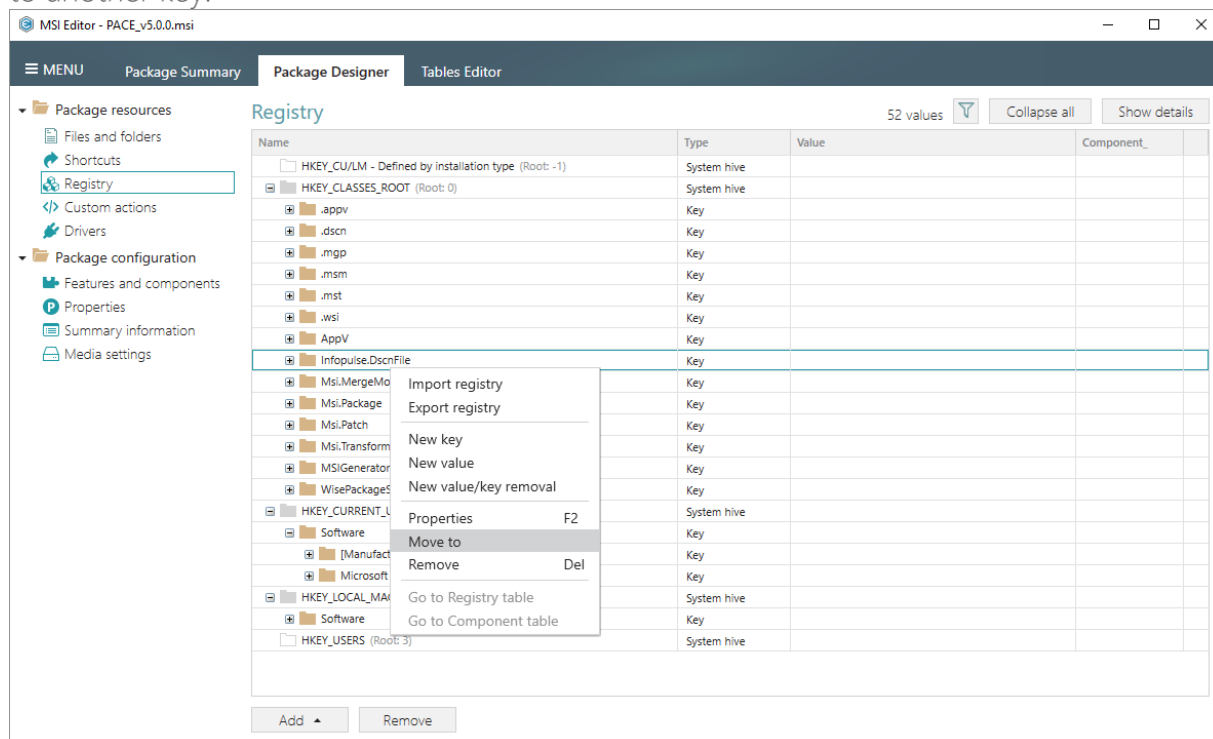 to another key.
MSI Editor - PACE_v5.0.0.msi
MENU Package Summary Package Designer Tables Editor
Package resources
Files and folders
Shortcuts
Registry
Custom actions
Drivers
Package configuration
Features and components
Properties
Summary information
Media settings
Registry 52 values Collapse all Show details
Name Type Value Component_
HKEY_CU/LM - Defined by installation type (Root: -1) System hive
HKEY_CLASSES_ROOT (Root: 0) System hive
.appv Key
.dscn Key
.mgp Key
.msm Key
.mst Key
.wsi Key
AppV Key
Infopulse.DscnFile Key
Msi.MergeMo Key
Msi.Package Key
Msi.Patch Key
Msi.Transform Key
MSIGenerator Key
WisePackageS Key
HKEY_CURRENT_U System hive
Software Key
[Manufact Key
Microsoft Key
HKEY_LOCAL_MA System hive
Software Key
HKEY_USERS (Root: 3) System hive
Import registry
Export registry
New key
New value
New value/key removal
Properties F2
Move to
Remove Del
Go to Registry table
Go to Component table
Add Remove